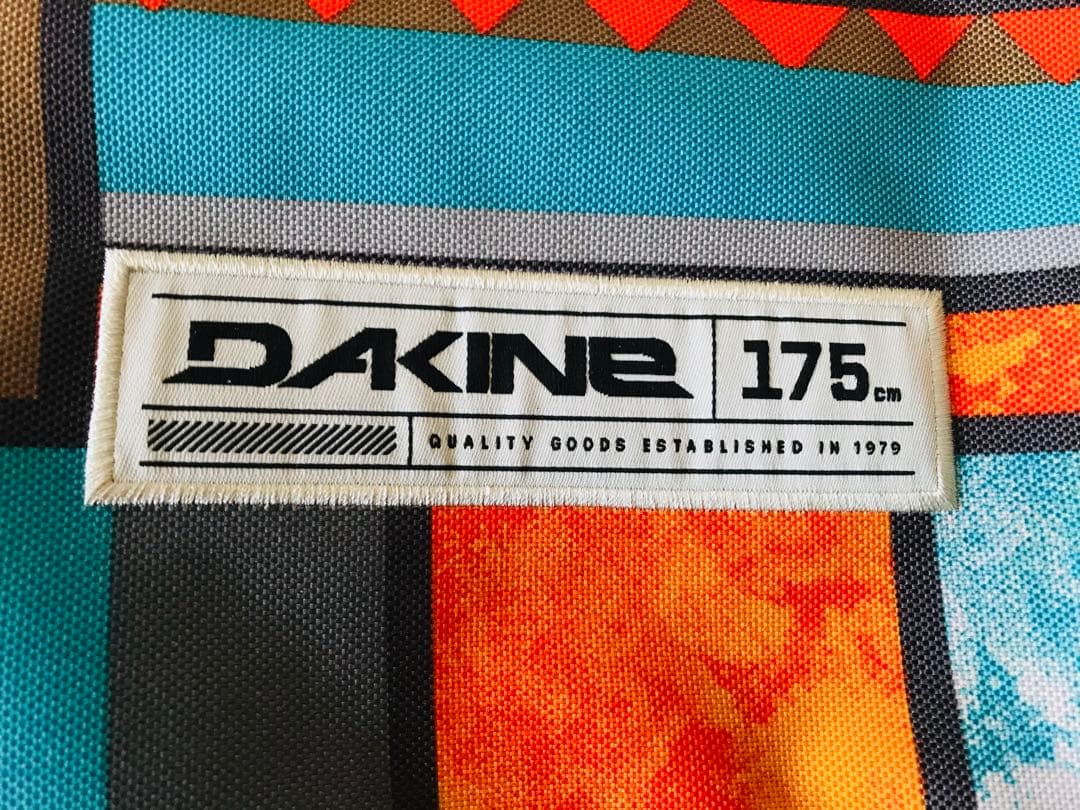 DAKINE 175cm
QUALITY GOODS ESTABLISHED IN 1979